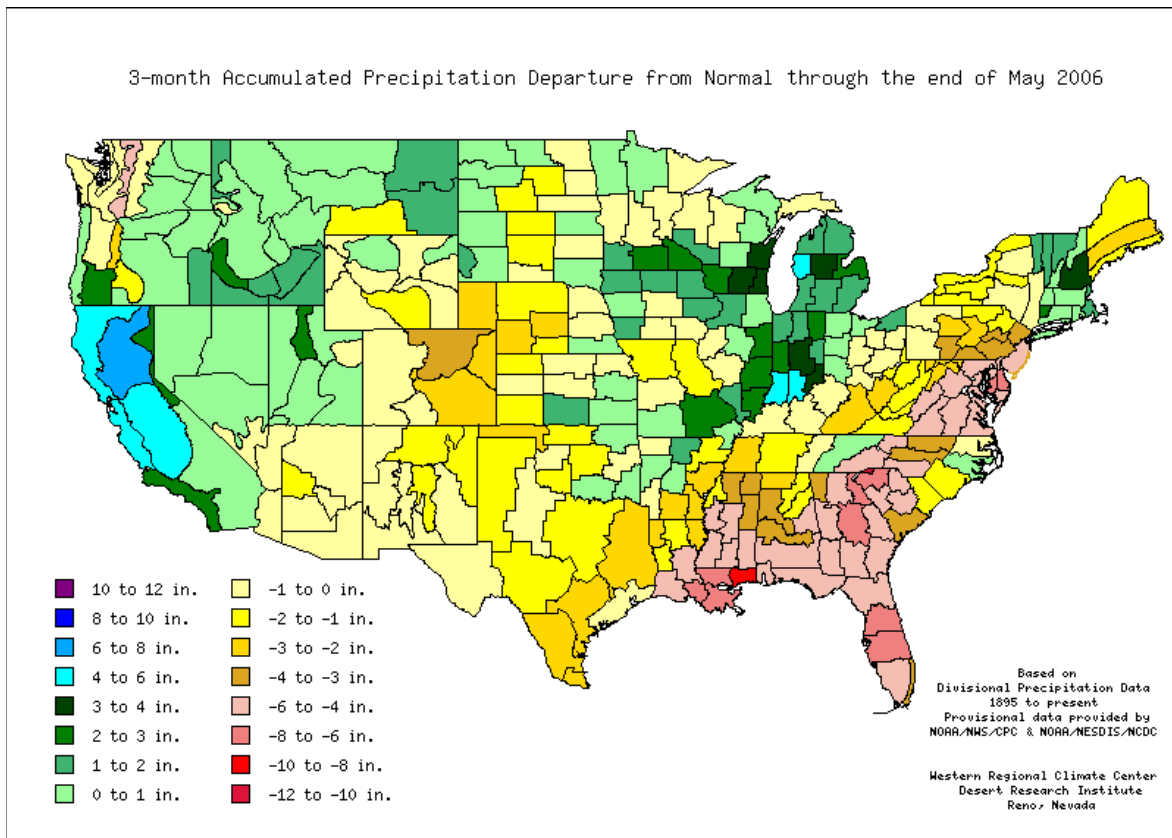 3-month Accumulated Precipitation Departure from Normal through the end of May 2006
10 to 12 in.
8 to 10 in.
6 to 8 in.
4 to 6 in.
3 to 4 in.
2 to 3 in.
1 to 2 in.
0 to 1 in.
-1 to 0 in.
-2 to -1 in.
-3 to -2 in.
-4 to -3 in.
-6 to -4 in.
-8 to -6 in.
-10 to -8 in.
-12 to -10 in.
Based on
Divisional Precipitation Data
1895 to present
Provisional data provided by
NOAA/NWS/CPC & NOAA/NESDIS/NCDC
Western Regional Climate Center
Desert Research Institute
Reno, Nevada